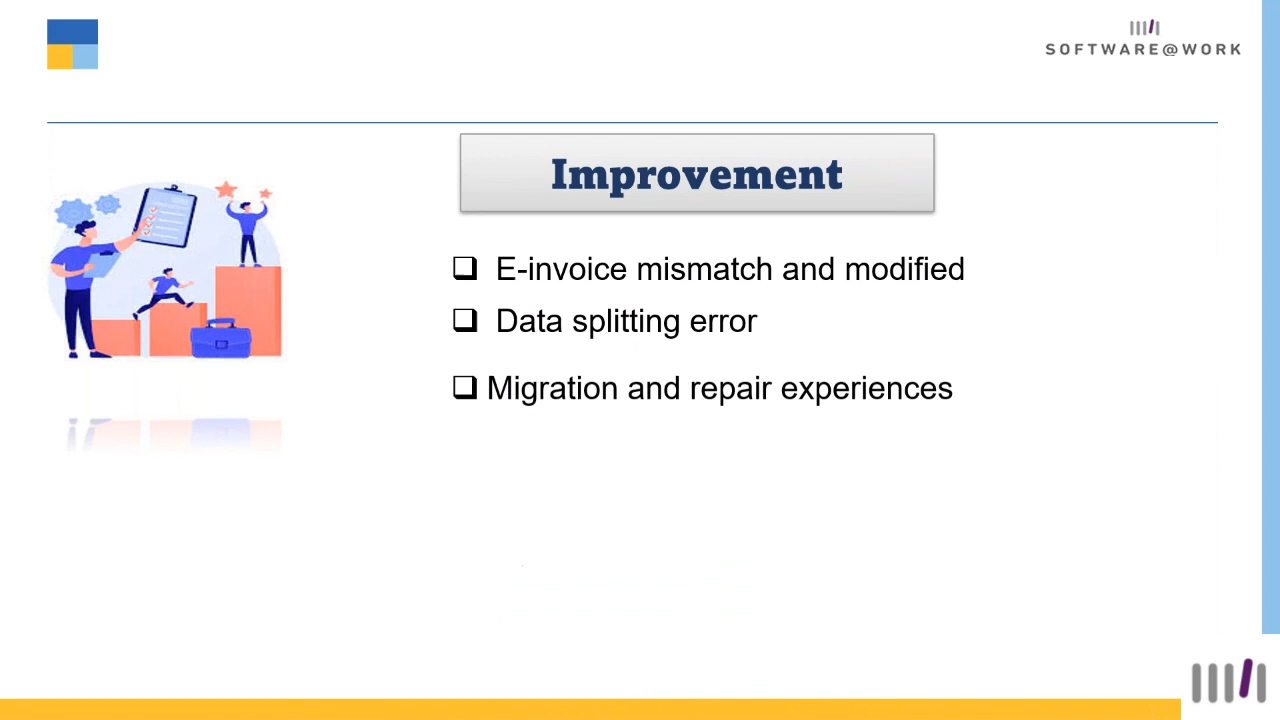 SOFTWARE@WORK
Improvement
E-invoice mismatch and modified
Data splitting error
Migration and repair experiences